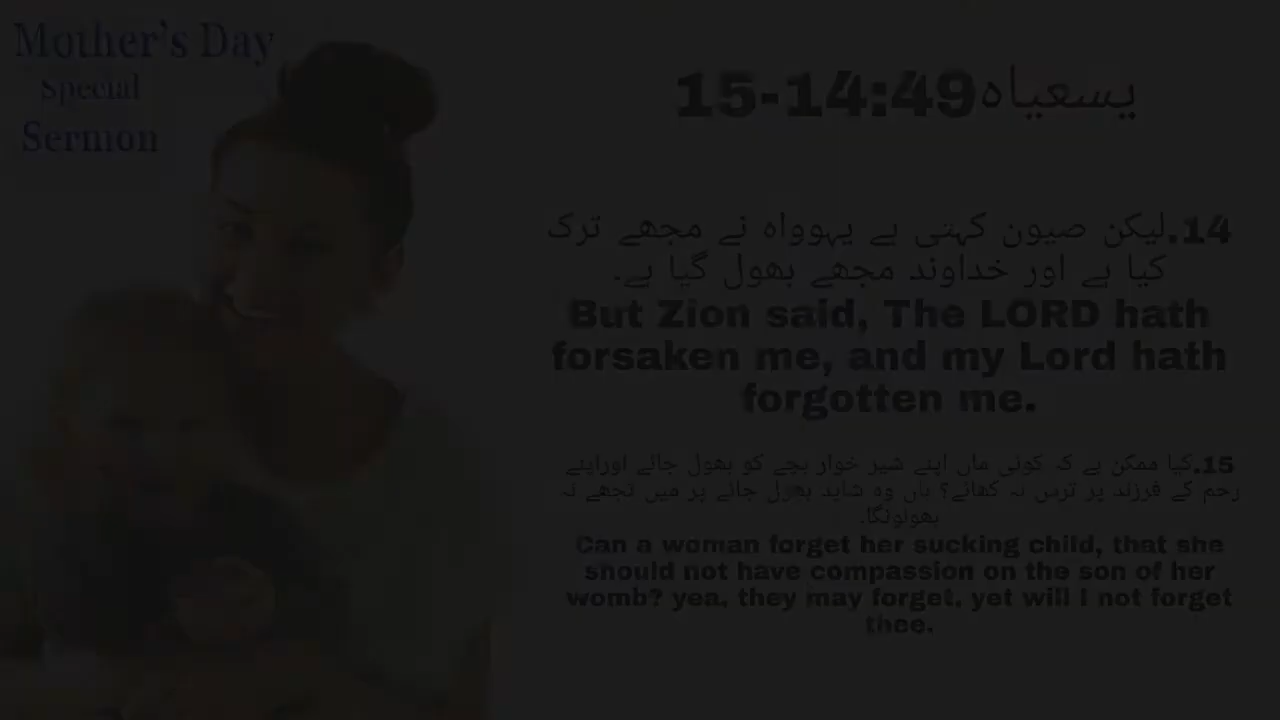 Mother's Day
Special
Sermon
یسعیاہ 49:14-15
14.لیکن صیون کہتی ہے یہوواہ نے مجھے ترک
کیا ہے اور خداوند مجھے بھول گیا ہے۔
But Zion said, The LORD hath
forsaken me, and my Lord hath
forgotten me.
15.کیا ممکن ہے کہ کوئی ماں اپنے شیر خوار بچے کو بھول جائے اوراپنے
رحم کے فرزند پر ترس نہ کھائے؟ ہاں وہ شاید بھول جائے پر میں تجھے نہ
بھولونگا۔
Can a woman forget her sucking child, that she
should not have compassion on the son of her
womb? yea, they may forget, yet will I not forget
thee.